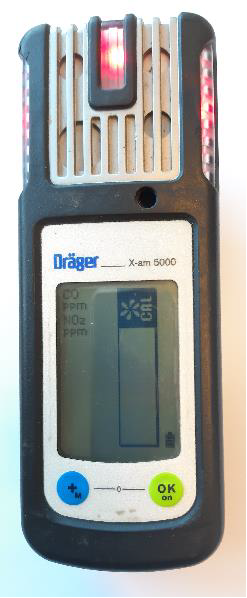 Dräger X-am 5000
CO
ppm
NO2
ppm
CAL
+M
0
OK
on